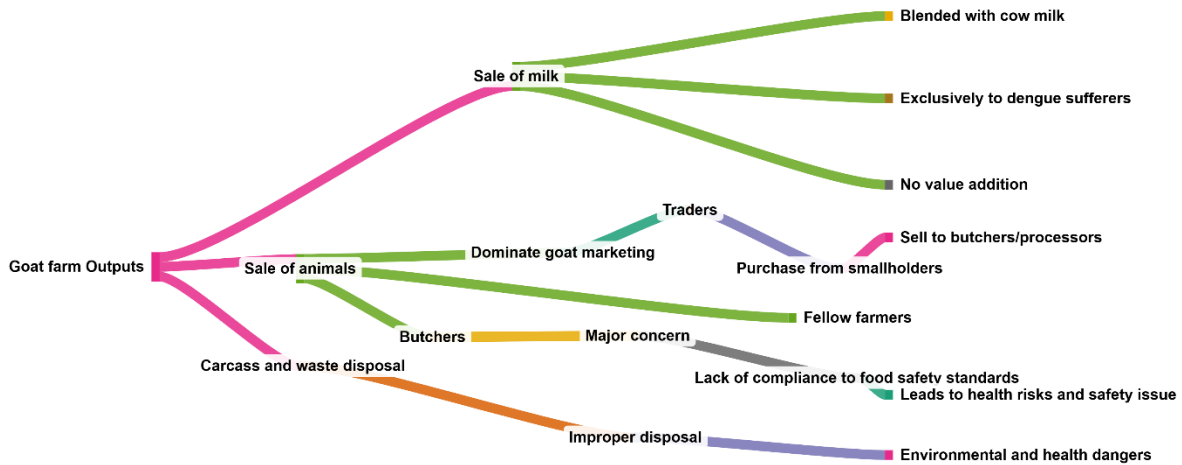 Blended with cow milk
Sale of milk
Exclusively to dengue sufferers
No value addition
Traders
Sell to butchers/processors
Dominate goat marketing
Goat farm Outputs
Sale of animals
Purchase from smallholders
Fellow farmers
Butchers
Major concern
Carcass and waste disposal
Lack of compliance to food safety standards
Leads to health risks and safety issue
Improper disposal
Environmental and health dangers